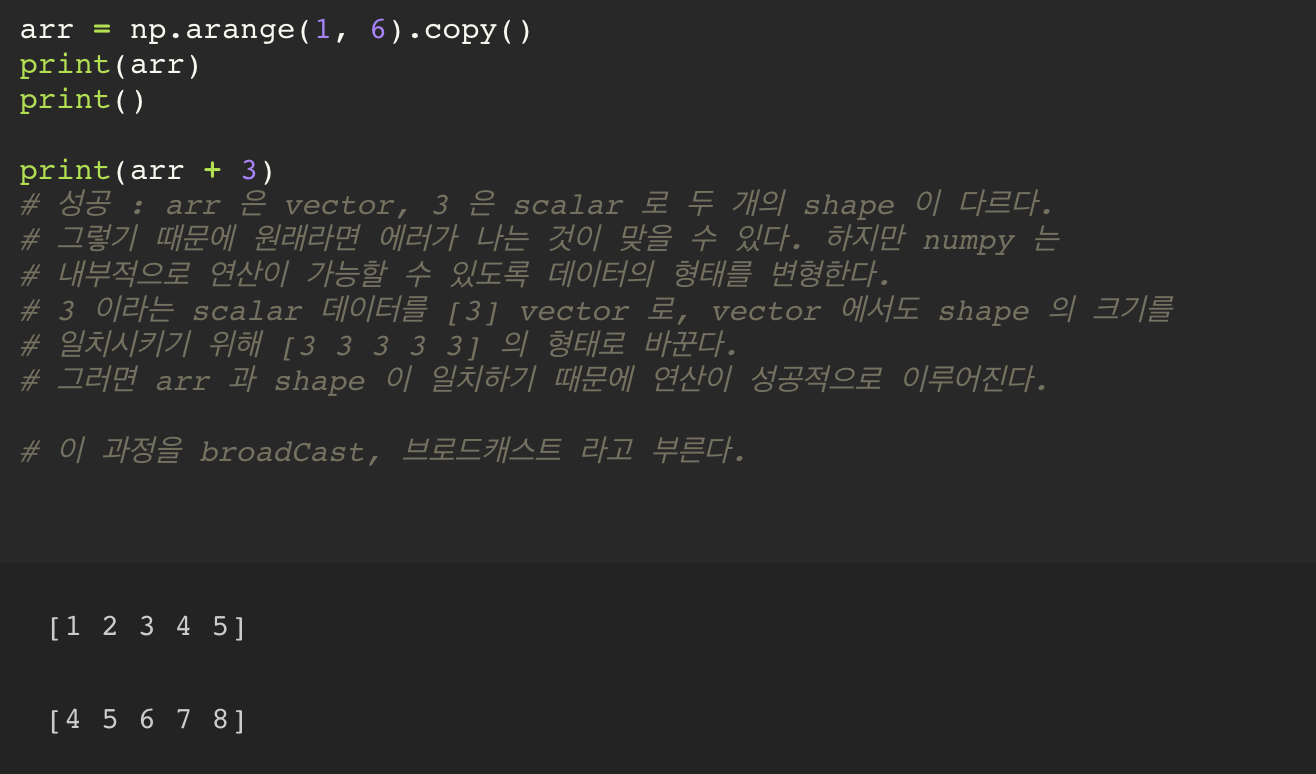 arr = np.arange(1, 6).copy()
print(arr)
print()
print(arr + 3)
# 성공 : arr 은 vector, 3 은 scalar 로 두 개의 shape 이 다르다.
# 그렇기 때문에 원래라면 에러가 나는 것이 맞을 수 있다. 하지만 numpy 는
# 내부적으로 연산이 가능할 수 있도록 데이터의 형태를 변형한다.
# 3 이라는 scalar 데이터를 [3] vector 로, vector 에서도 shape 의 크기를
# 일치시키기 위해 [3 3 3 3 3] 의 형태로 바꾼다.
# 그러면 arr 과 shape 이 일치하기 때문에 연산이 성공적으로 이루어진다.
# 이 과정을 broadCast, 브로드캐스트 라고 부른다.
[1 2 3 4 5]
[4 5 6 7 8]